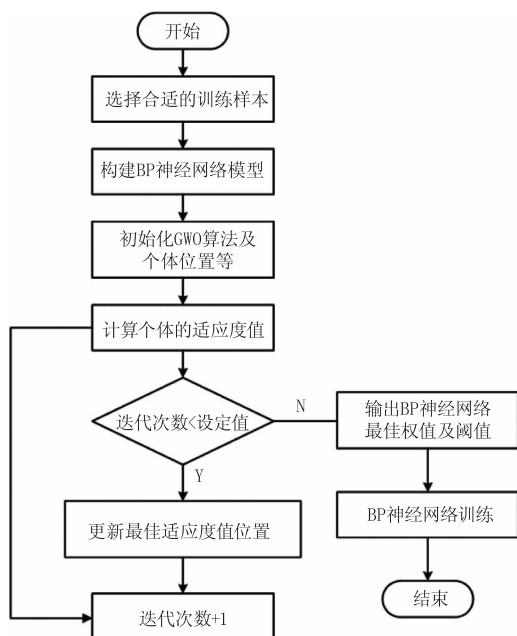 开始
选择合适的训练样本
构建BP神经网络模型
初始化GWO算法及
个体位置等
计算个体的适应度值
迭代次数<设定值
N
输出BP神经网络
最佳权值及阈值
Y
更新最佳适应度值位置
BP神经网络训练
迭代次数+1
结束